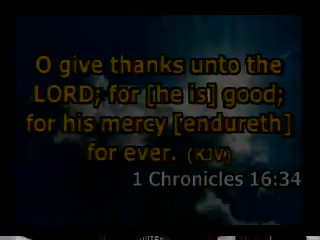 O give thanks unto the
LORD; for [he is] good;
for his mercy [endureth]
for ever. (KJV)
1 Chronicles 16:34